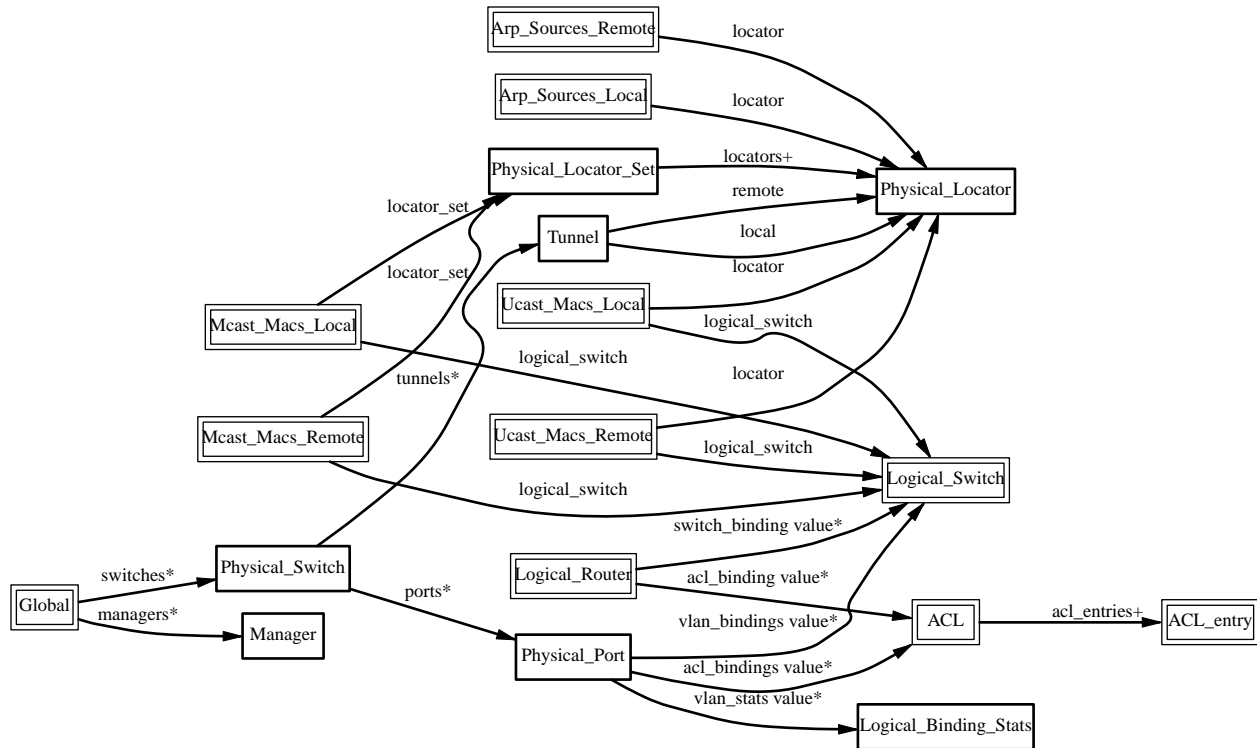 Arp_Sources_Remote
locator
Arp_Sources_Local
locator
Physical_Locator_Set
locators+
Physical_Locator
remote
locator_set
Tunnel
local
locator_set
locator
Ucast_Macs_Local
Mcast_Macs_Local
logical_switch
logical_switch
tunnels*
locator
Mcast_Macs_Remote
Ucast_Macs_Remote
logical_switch
Logical_Switch
logical_switch
switch_binding value*
Physical_Switch
switches*
Logical_Router
acl_binding value*
ports*
Global
managers*
Manager
vlan_bindings value*
ACL
acl_entries+
ACL_entry
Physical_Port
acl_bindings value*
vlan_stats value*
Logical_Binding_Stats